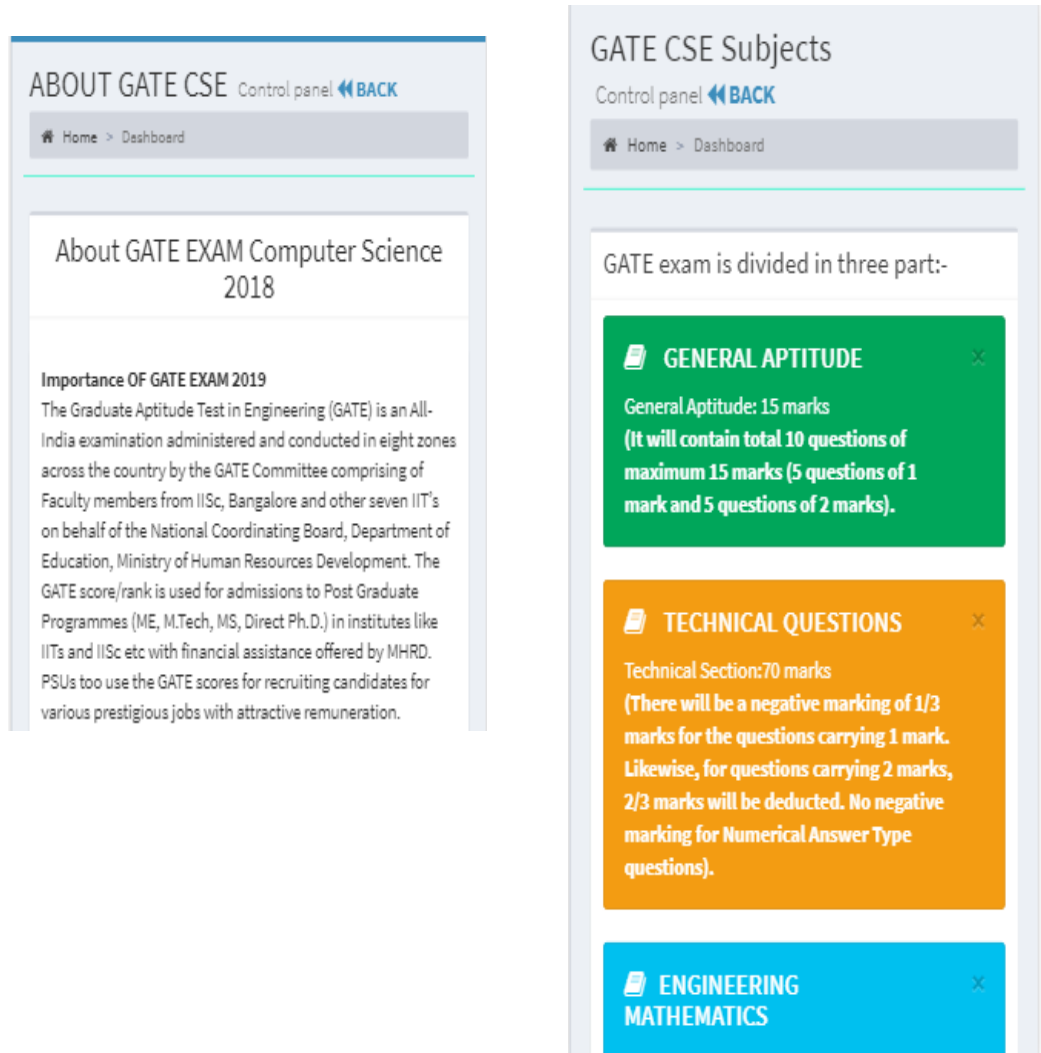 ABOUT GATE CSE Control panel BACK
Home > Dashboard
About GATE EXAM Computer Science
2018
Importance OF GATE EXAM 2019
The Graduate Aptitude Test in Engineering (GATE) is an All-
India examination administered and conducted in eight zones
across the country by the GATE Committee comprising of
Faculty members from IISc, Bangalore and other seven IIT's
on behalf of the National Coordinating Board, Department of
Education, Ministry of Human Resources Development. The
GATE score/rank is used for admissions to Post Graduate
Programmes (ME, M.Tech, MS, Direct Ph.D.) in institutes like
IITs and IISc etc with financial assistance offered by MHRD.
PSUs too use the GATE scores for recruiting candidates for
various prestigious jobs with attractive remuneration.
GATE CSE Subjects
Control panel BACK
Home > Dashboard
GATE exam is divided in three part:-
GENERAL APTITUDE ×
General Aptitude: 15 marks
(It will contain total 10 questions of
maximum 15 marks (5 questions of 1
mark and 5 questions of 2 marks).
TECHNICAL QUESTIONS ×
Technical Section:70 marks
(There will be a negative marking of 1/3
marks for the questions carrying 1 mark.
Likewise, for questions carrying 2 marks,
2/3 marks will be deducted. No negative
marking for Numerical Answer Type
questions).
ENGINEERING ×
MATHEMATICS